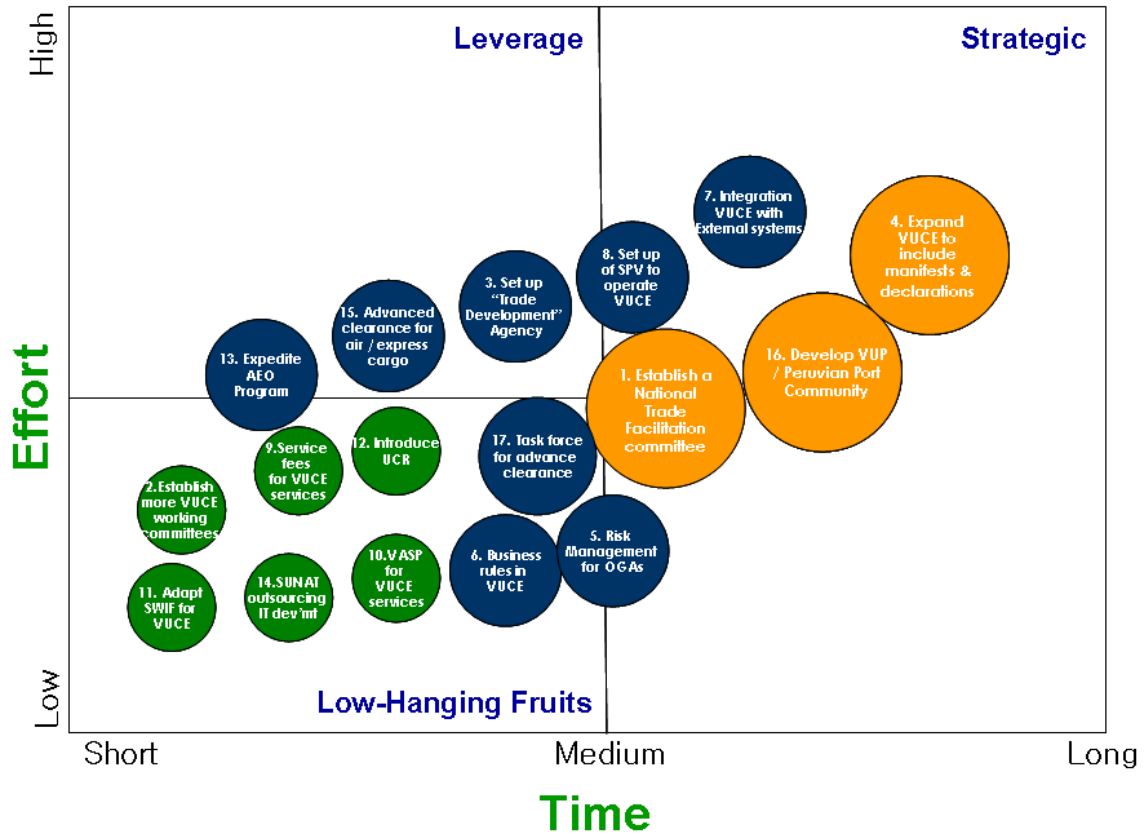 High
Leverage
Strategic
7. Integration
VUCE with
External systems
4. Expand
VUCE to
include
manifests &
declarations
8. Set up
of SPV to
operate
VUCE
3. Set up
“Trade
Development”
Agency
15. Advanced
clearance for
air / express
cargo
13. Expedite
AEO
Program
16. Develop VUP
/ Peruvian Port
Community
1. Establish a
National
Trade
Facilitation
committee
Effort
17. Task force
for advance
clearance
12. Introduce
UCR
9.Service
fees
for VUCE
services
2.Establish
more VUCE
working
committees
5. Risk
Management
for OGAs
6. Business
rules in
VUCE
10.VASP
for
VUCE
services
14.SUNAT
outsourcing
IT dev’mt
11. Adapt
SWIF for
VUCE
Low
Low-Hanging Fruits
Short
Medium
Long
Time